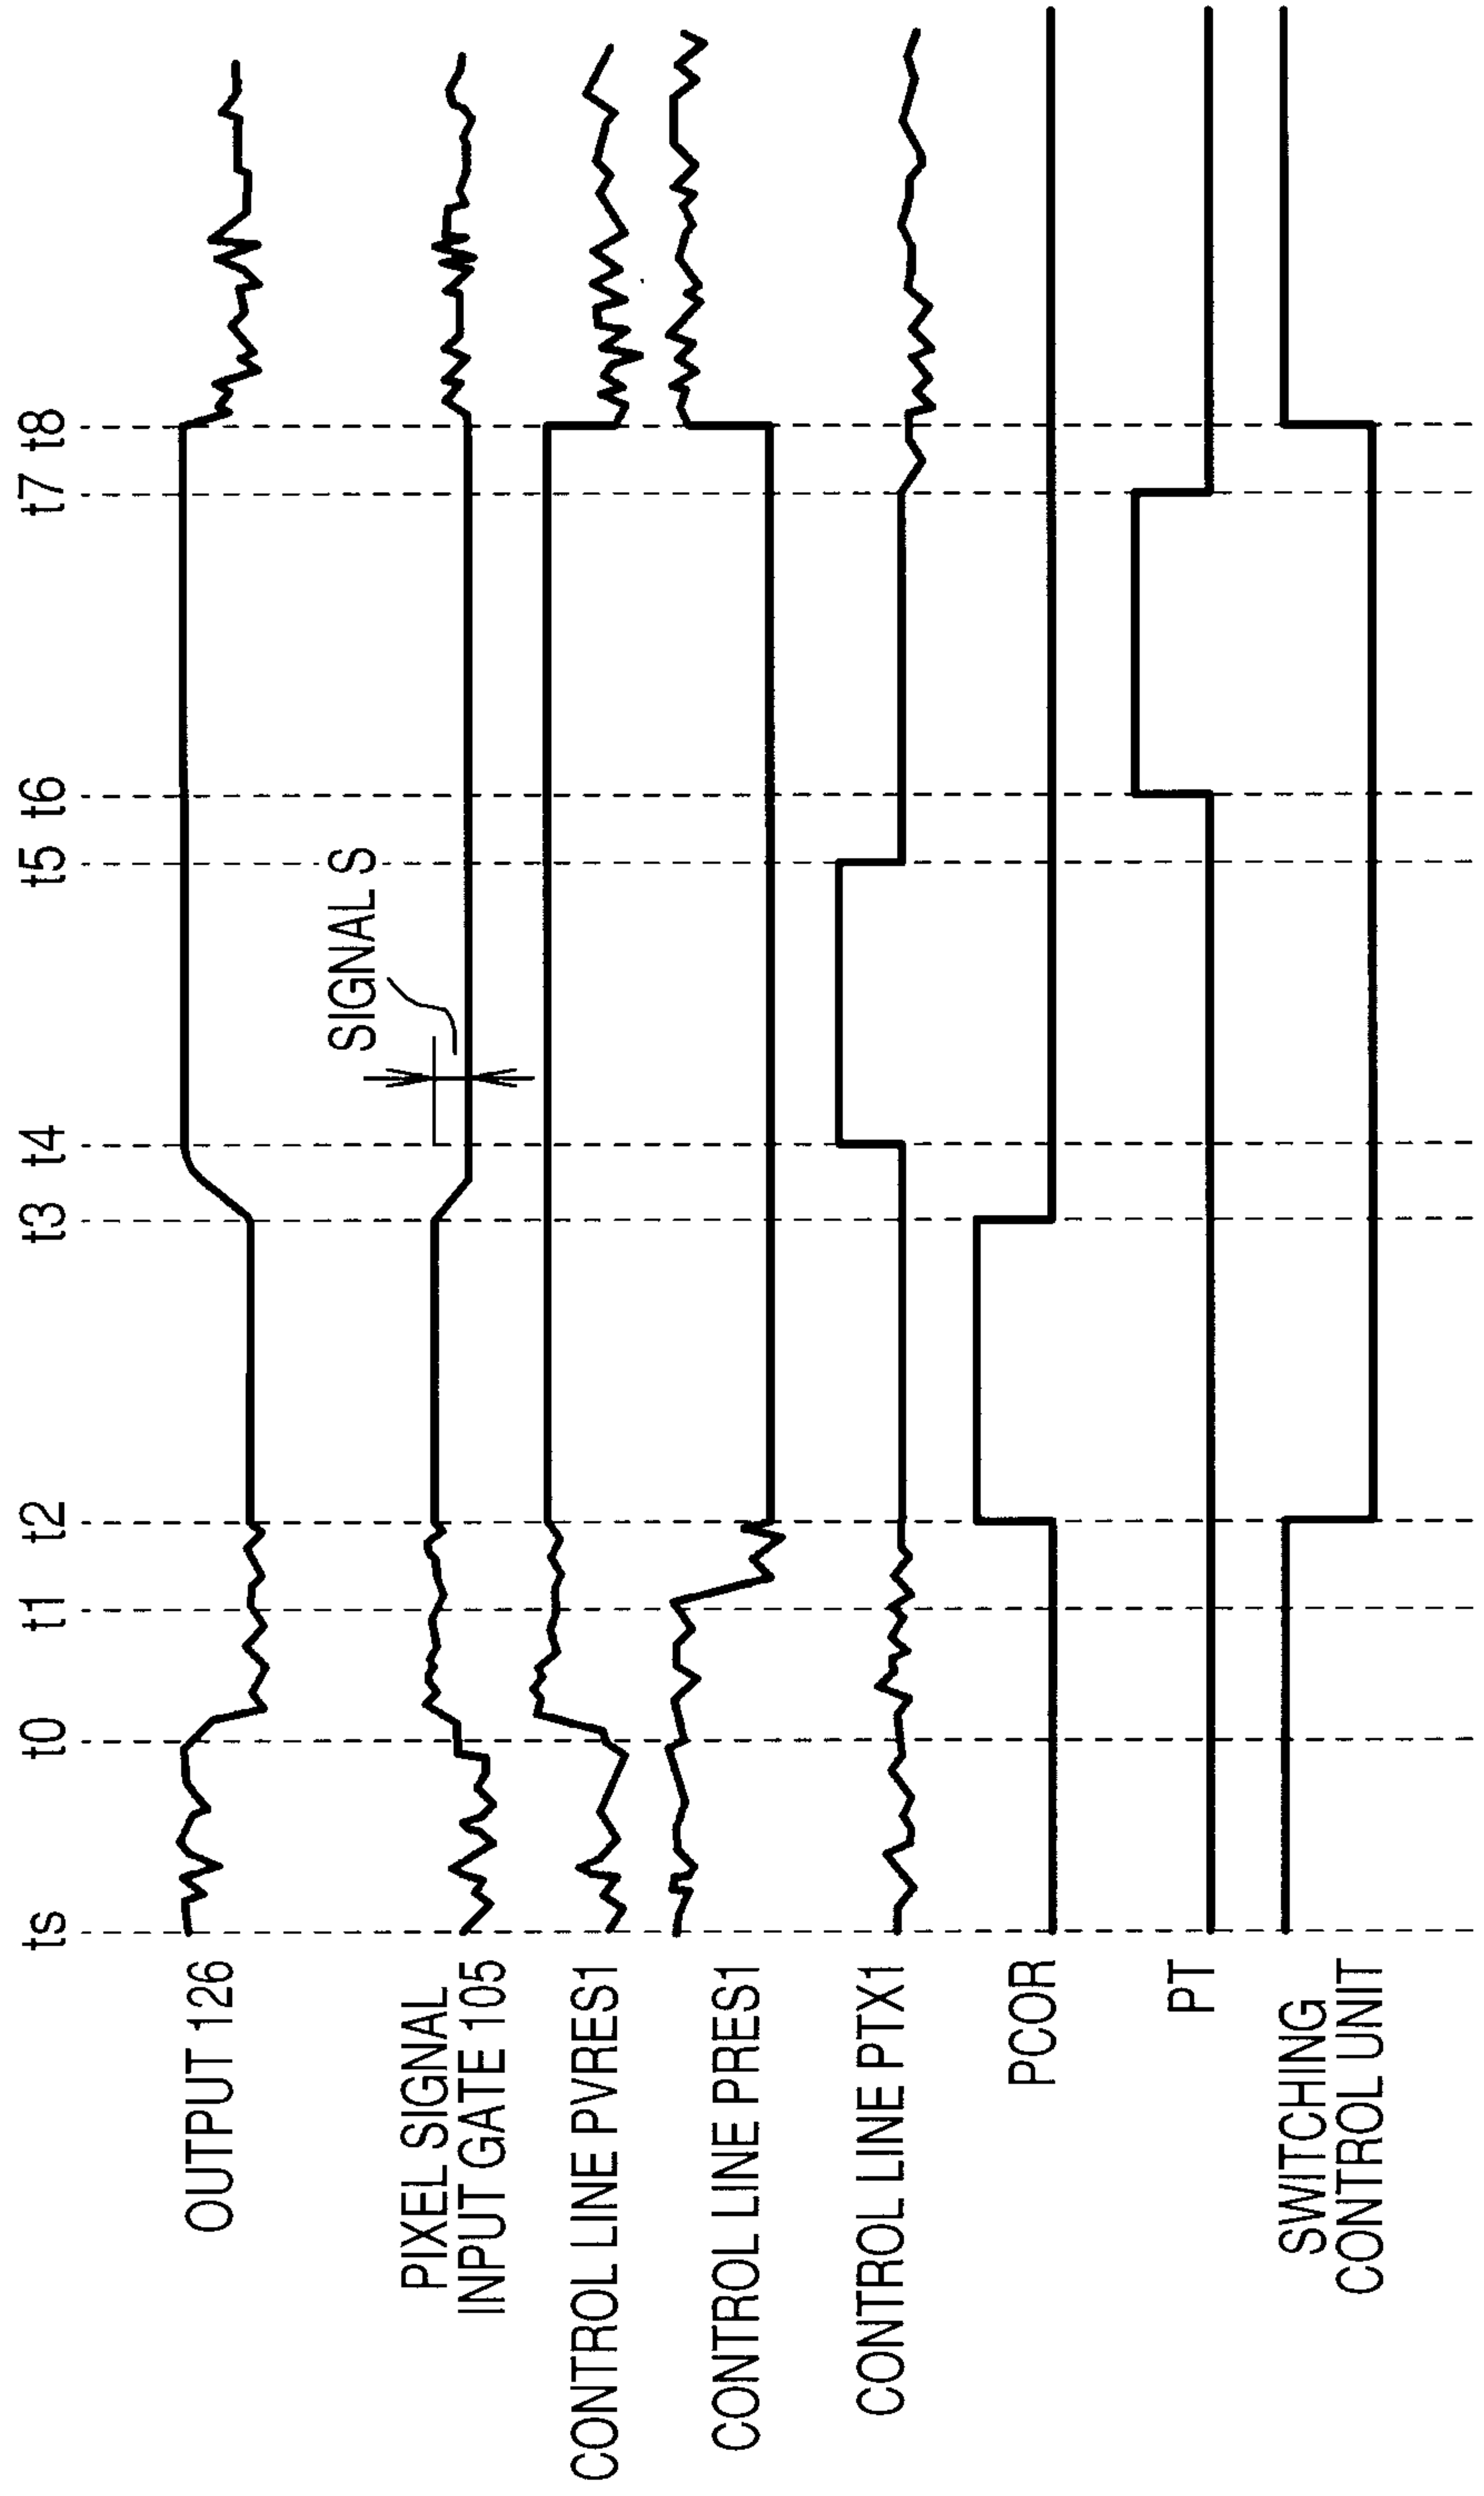 ts t0 t1 t2 t3 t4 t5 t6 t7 t8
OUTPUT 126
PIXEL SIGNAL
INPUT GATE 105
SIGNAL S
CONTROL LINE PVRES1
CONTROL LINE PRES1
CONTROL LINE PTX1
PCOR
PT
SWITCHING
CONTROL UNIT